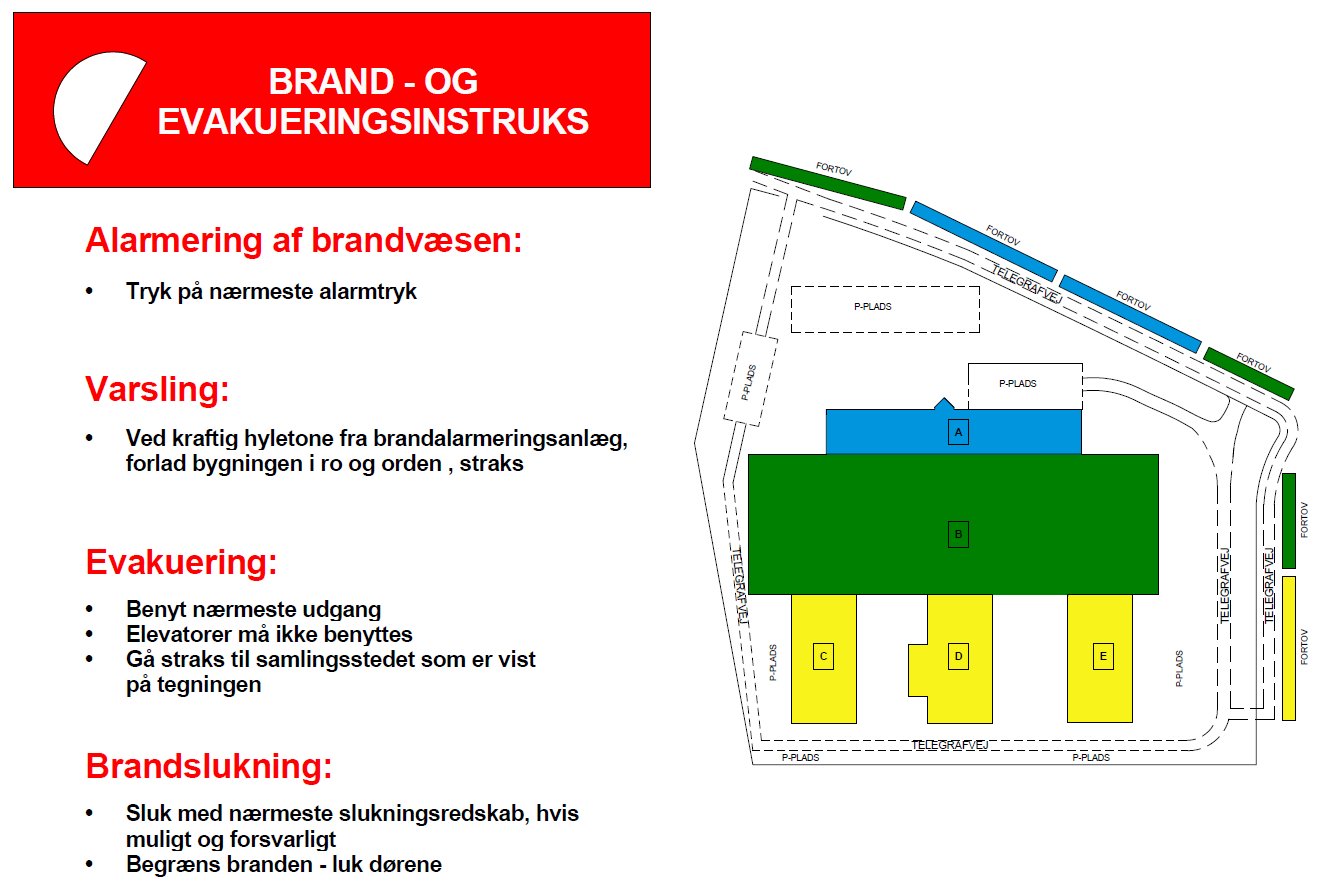 BRAND - OG
EVAKUERINGSINSTRUKS
Alarmering af brandvæsen:
• Tryk på nærmeste alarmtryk
Varsling:
• Ved kraftig hyletone fra brandalarmeringsanlæg,
forlad bygningen i ro og orden , straks
Evakuering:
• Benyt nærmeste udgang
• Elevatorer må ikke benyttes
• Gå straks til samlingsstedet som er vist
på tegningen
Brandslukning:
• Sluk med nærmeste slukningsredskab, hvis
muligt og forsvarligt
• Begræns branden - luk dørene
FORTOV
FORTOV
TELEGRAFVEJ
FORTOV
P-PLADS
FORTOV
P-PLADS
P-PLADS
A
B
FORTOV
TELEGRAFVEJ
TELEGRAFVEJ
TELEGRAFVEJ
P-PLADS
C
D
E
P-PLADS
FORTOV
TELEGRAFVEJ
P-PLADS
P-PLADS